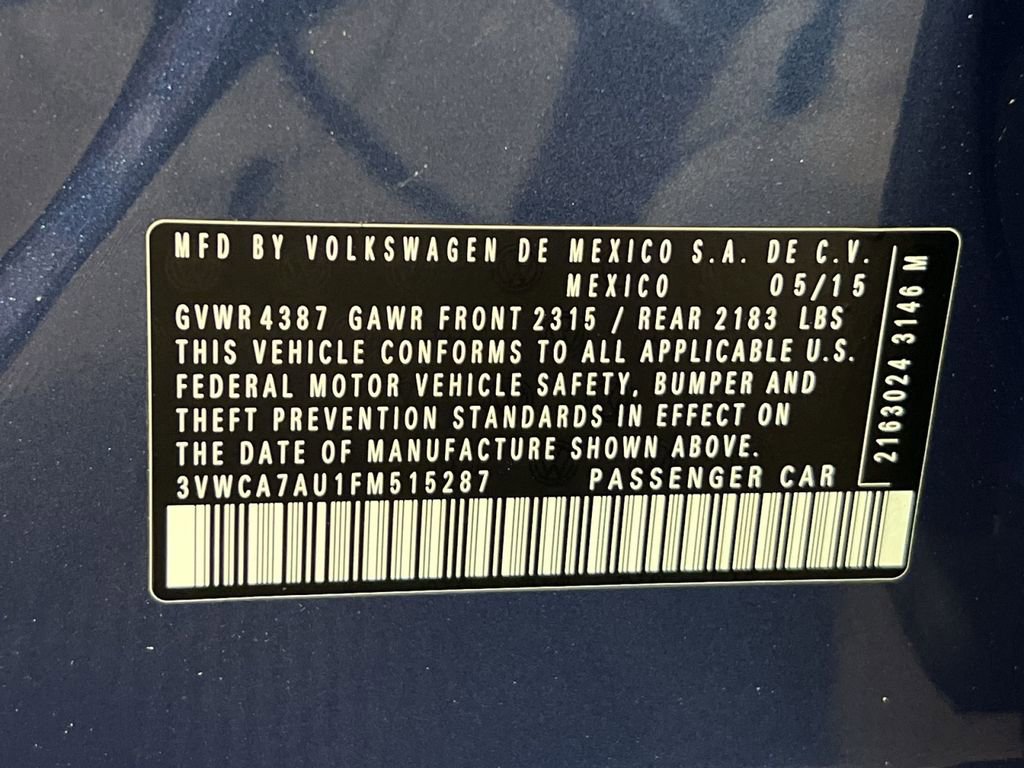 MFD BY VOLKSWAGEN DE MEXICO S.A. DE C.V.
MEXICO 05/15
GVWR 4387 GAWR FRONT 2315 / REAR 2183 LBS
THIS VEHICLE CONFORMS TO ALL APPLICABLE U.S.
FEDERAL MOTOR VEHICLE SAFETY, BUMPER AND
THEFT PREVENTION STANDARDS IN EFFECT ON
THE DATE OF MANUFACTURE SHOWN ABOVE.
3VWCA7AU1FM515287 PASSENGER CAR
2163024 3146 M